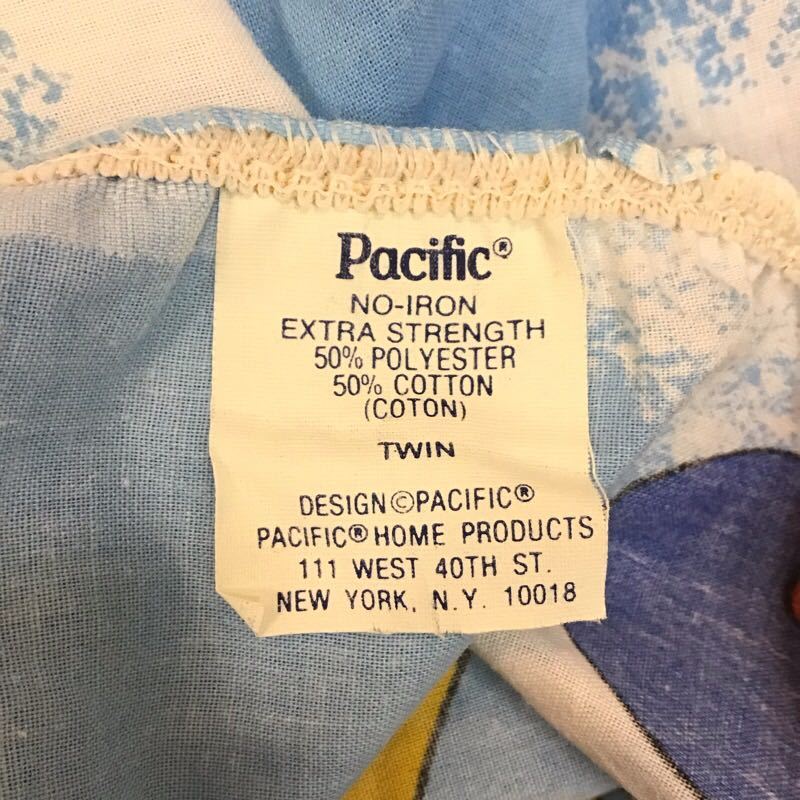 Pacific®
NO-IRON
EXTRA STRENGTH
50% POLYESTER
50% COTTON
(COTON)
TWIN
DESIGN©PACIFIC®
PACIFIC® HOME PRODUCTS
111 WEST 40TH ST.
NEW YORK, N.Y. 10018